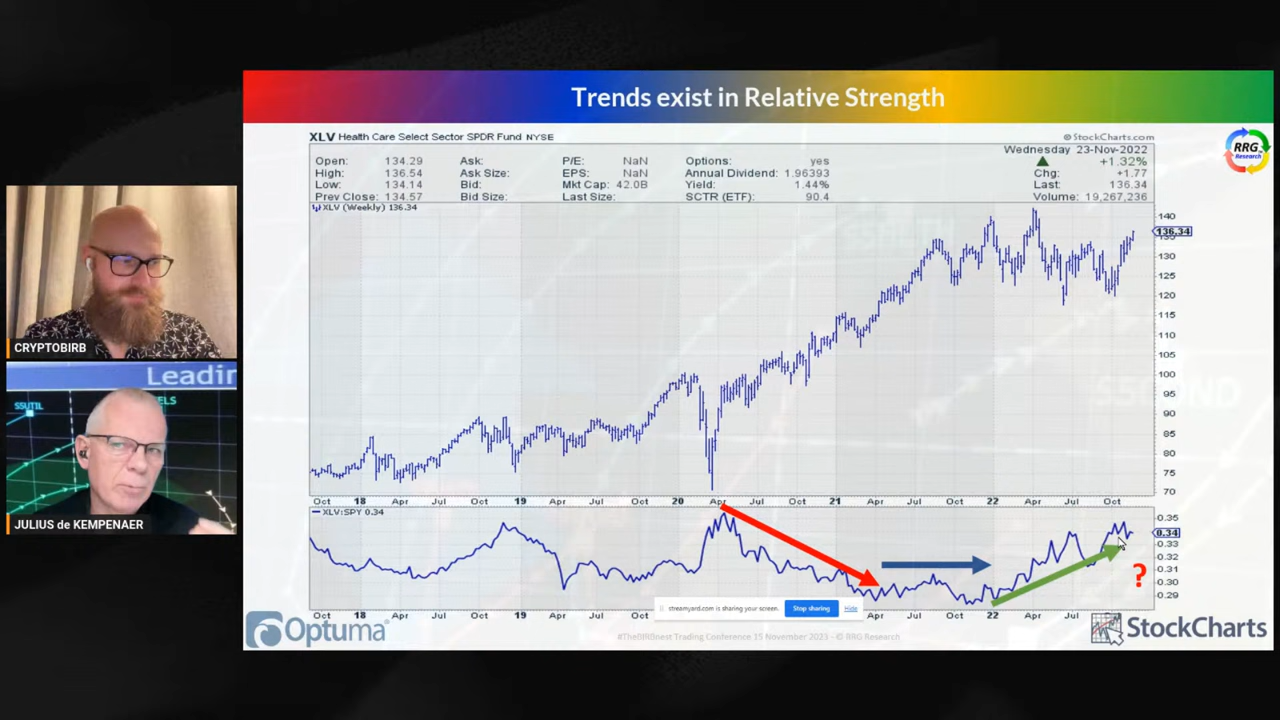 Trends exist in Relative Strength
XLV Health Care Select Sector SPDR Fund NYSE
© StockCharts.com
Wednesday 23-Nov-2022
Open: 134.29 Ask: P/E: NaN Options: yes +1.32%
High: 136.54 Ask Size: EPS: NaN Annual Dividend: 1.96393 Chg: +1.77
Low: 134.14 Bid: Mkt Cap: 42.0B Yield: 1.44% Last: 136.34
Prev Close: 134.57 Bid Size: Last Size: SCTR (ETF): 90.4 Volume: 19,267,236
XLV (Weekly) 136.34
140
136.34
130
125
120
115
110
105
100
95
90
85
80
75
70
Oct 18 Apr Jul Oct 19 Apr Jul Oct 20 Apr Jul Oct 21 Apr Jul Oct 22 Apr Jul Oct
XLV:SPY 0.34
0.35
0.34
0.33
0.32
0.31
0.30
0.29
?
Oct 18 Apr Jul Oct 19 Apr Jul Oct 20 Apr Jul Oct 22 Apr Jul Oct
streamyard.com is sharing your screen. Stop sharing Hide
Optuma
#TheBIRBnest Trading Conference 15 November 2023 - © RRG Research
StockCharts
RRG
Research
CRYPTOBIRB
Leadin
SSUTIL
ELS
JULIUS de KEMPENAER